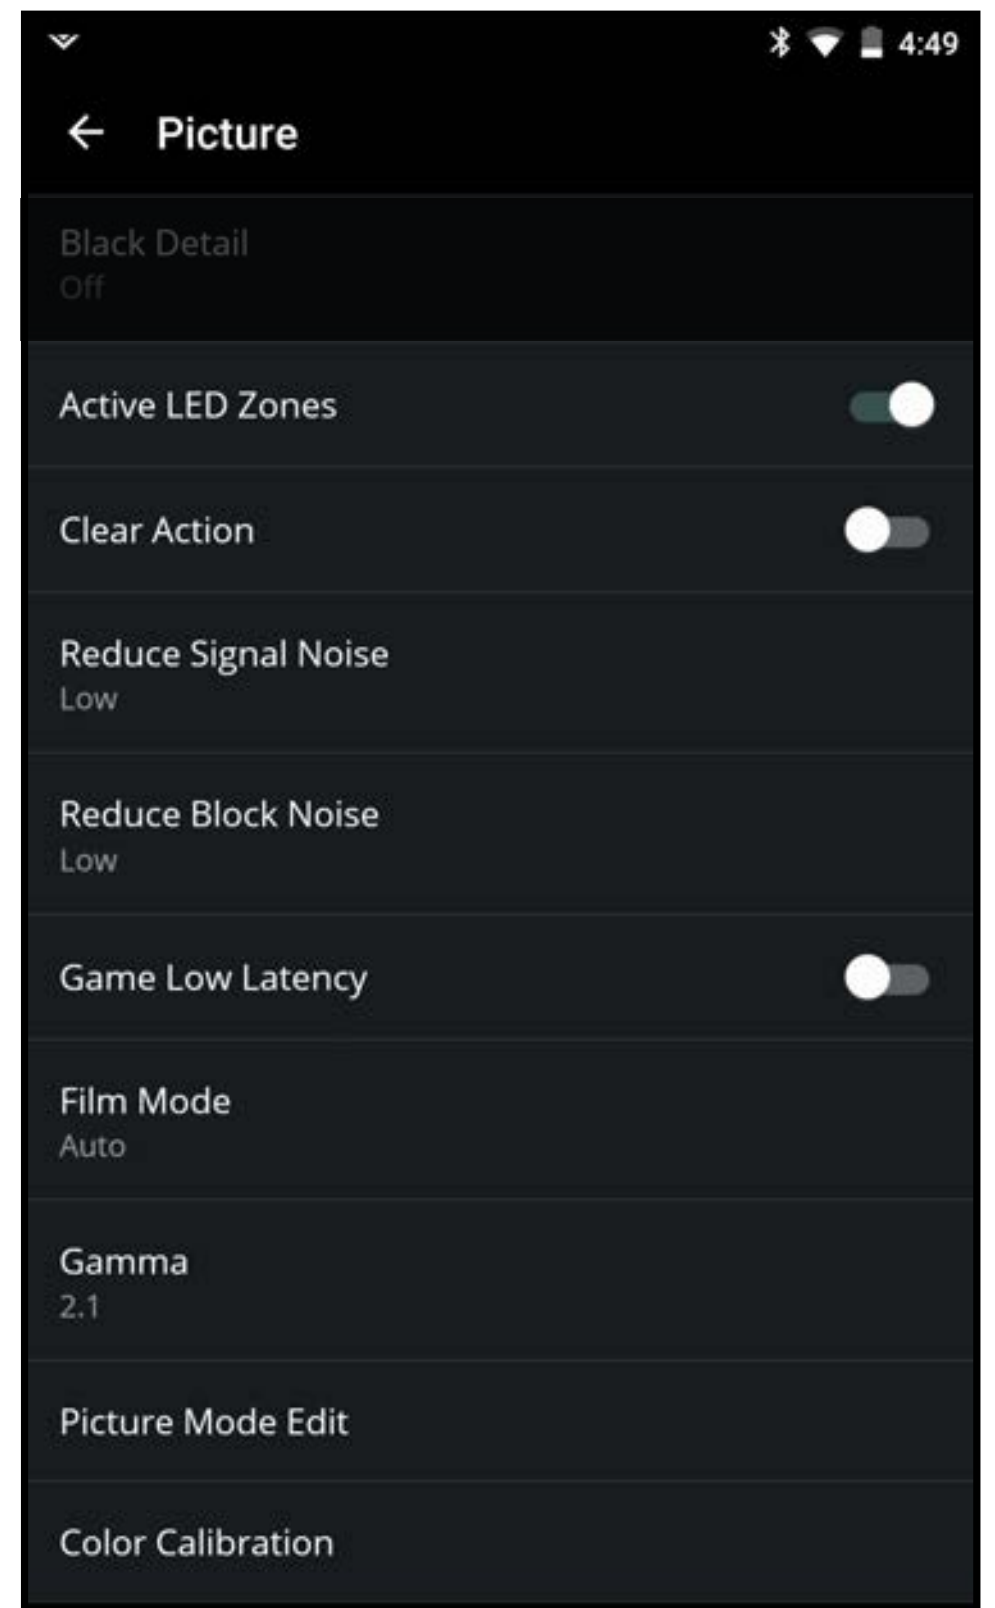 4:49
Picture
Black Detail
Off
Active LED Zones
Clear Action
Reduce Signal Noise
Low
Reduce Block Noise
Low
Game Low Latency
Film Mode
Auto
Gamma
2.1
Picture Mode Edit
Color Calibration